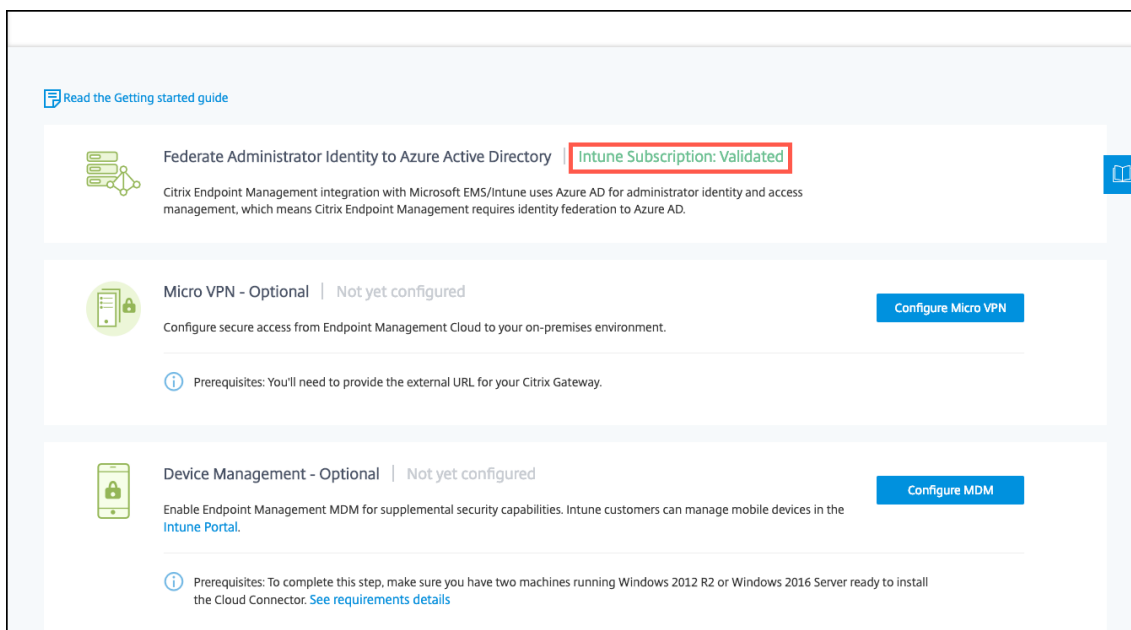 Read the Getting started guide
Federate Administrator Identity to Azure Active Directory | Intune Subscription: Validated
Citrix Endpoint Management integration with Microsoft EMS/Intune uses Azure AD for administrator identity and access
management, which means Citrix Endpoint Management requires identity federation to Azure AD.
Micro VPN - Optional | Not yet configured
Configure Micro VPN
Configure secure access from Endpoint Management Cloud to your on-premises environment.
Prerequisites: You'll need to provide the external URL for your Citrix Gateway.
Device Management - Optional | Not yet configured
Configure MDM
Enable Endpoint Management MDM for supplemental security capabilities. Intune customers can manage mobile devices in the
Intune Portal.
Prerequisites: To complete this step, make sure you have two machines running Windows 2012 R2 or Windows 2016 Server ready to install
the Cloud Connector. See requirements details